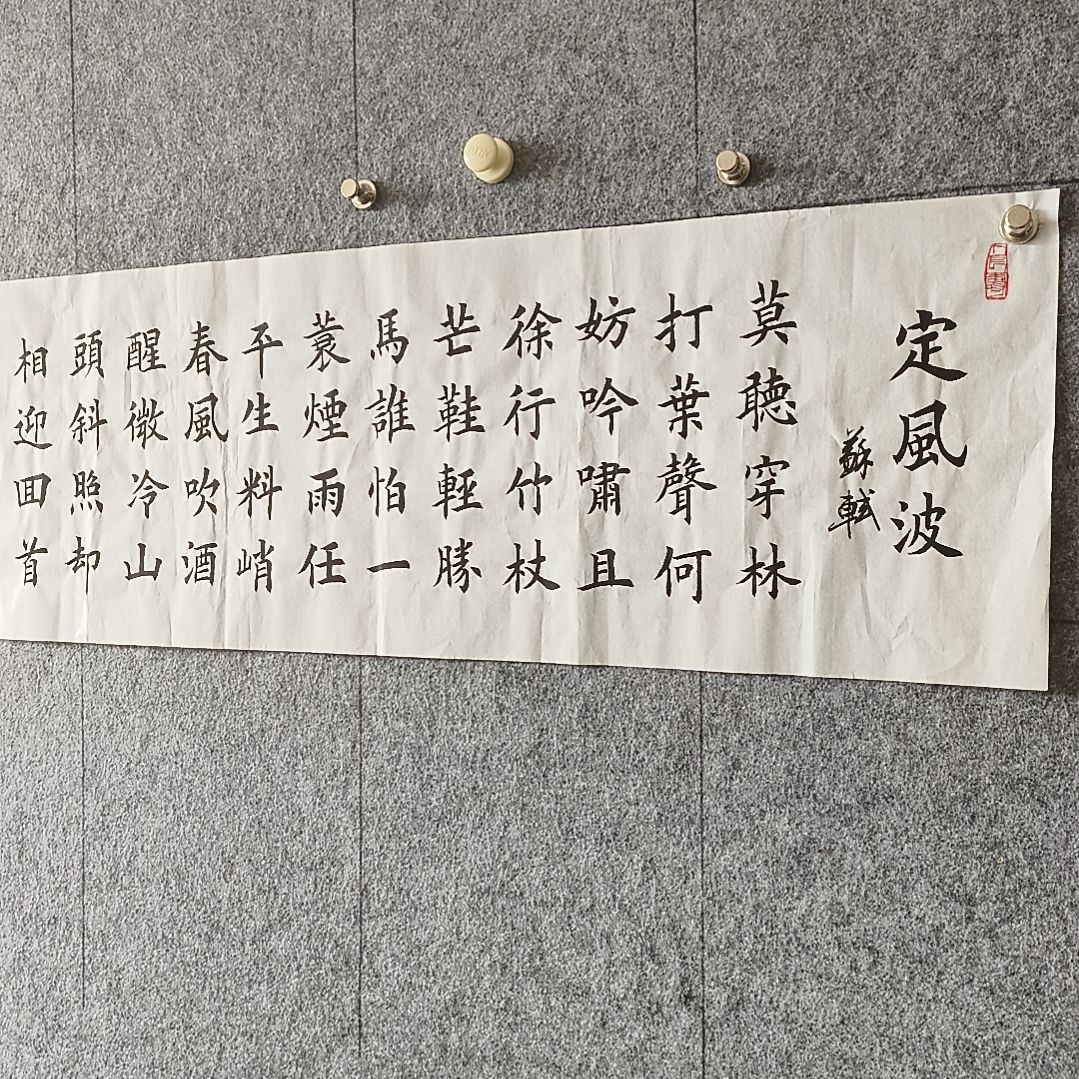 定風波
蘇軾
莫聽穿林
打葉聲何
妨吟嘯且
徐行竹杖
芒鞋輕勝
馬誰怕一
蓑煙雨任
平生料峭
春風吹酒
醒微冷山
頭斜照却
相迎回首